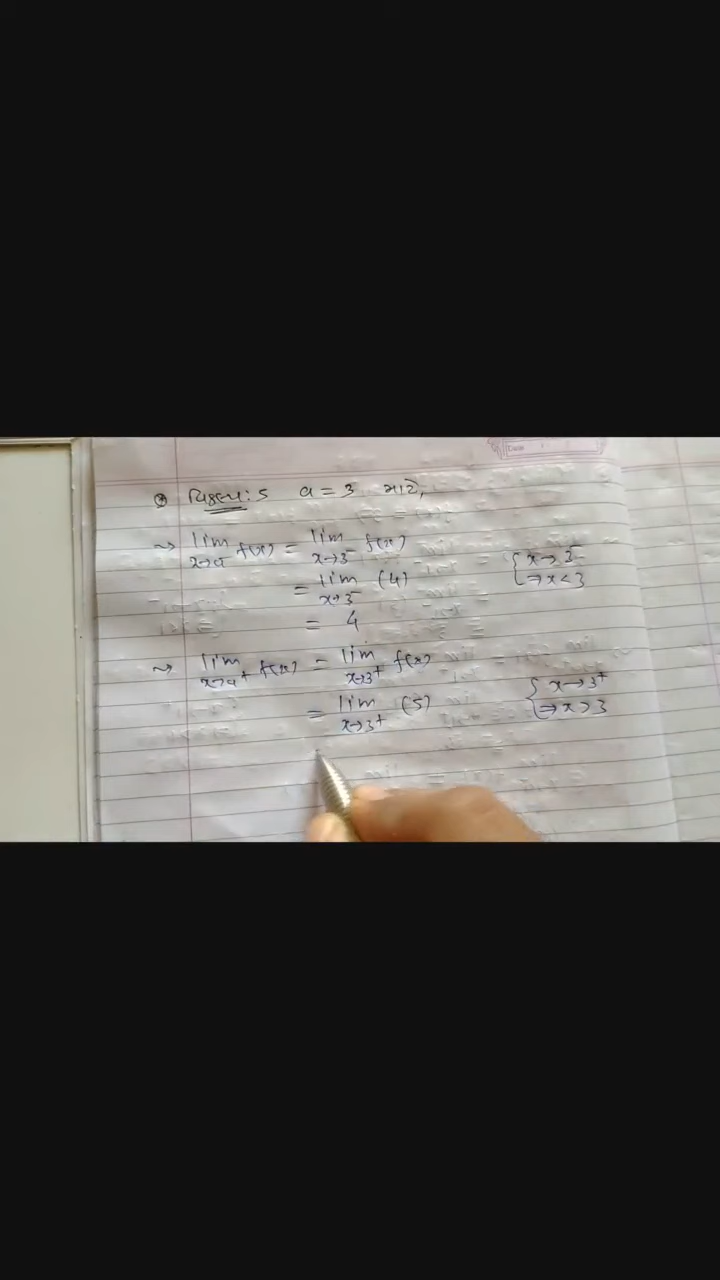 વિકલ્પ: 5 a = 3 માટે,
lim x→a⁻ f(x) = lim x→3⁻ f(x)
= lim x→3⁻ (4) { x → 3⁻ ⇒ x < 3
= 4
lim x→a⁺ f(x) = lim x→3⁺ f(x)
= lim x→3⁺ (5) { x → 3⁺ ⇒ x > 3